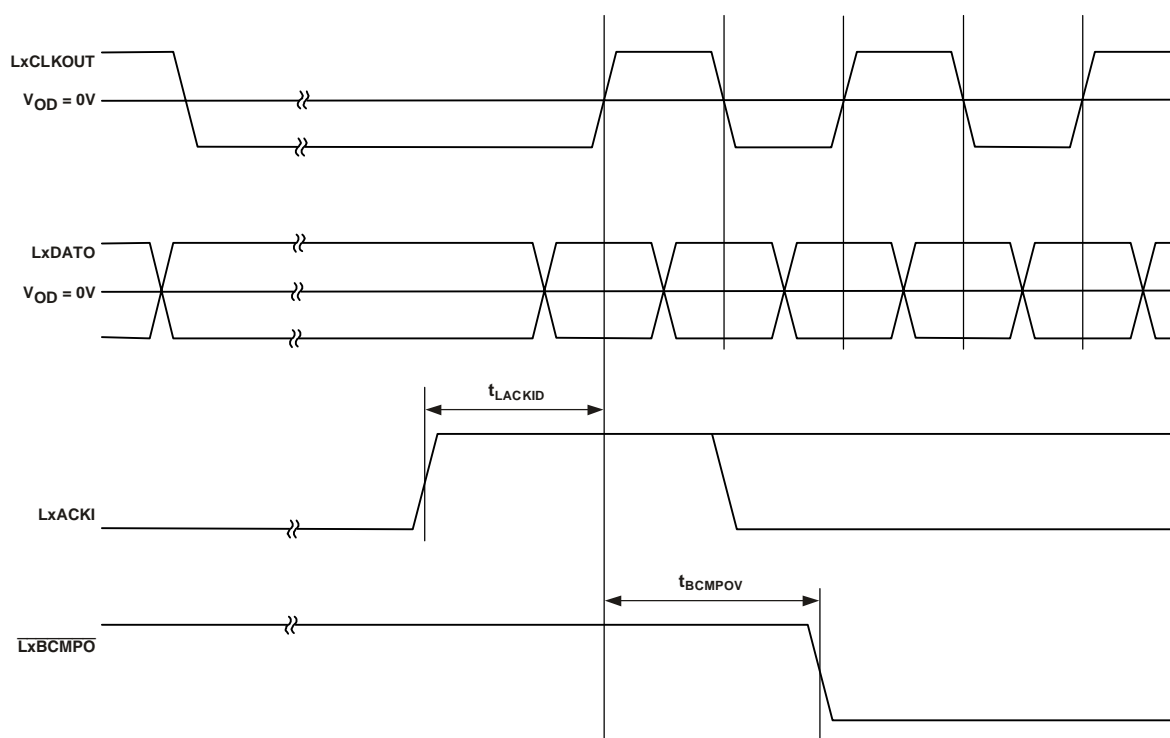 LxCLKOUT
VOD = 0V
LxDATO
VOD = 0V
tLACKID
LxACKI
tBCMPOV
LxBCMPO